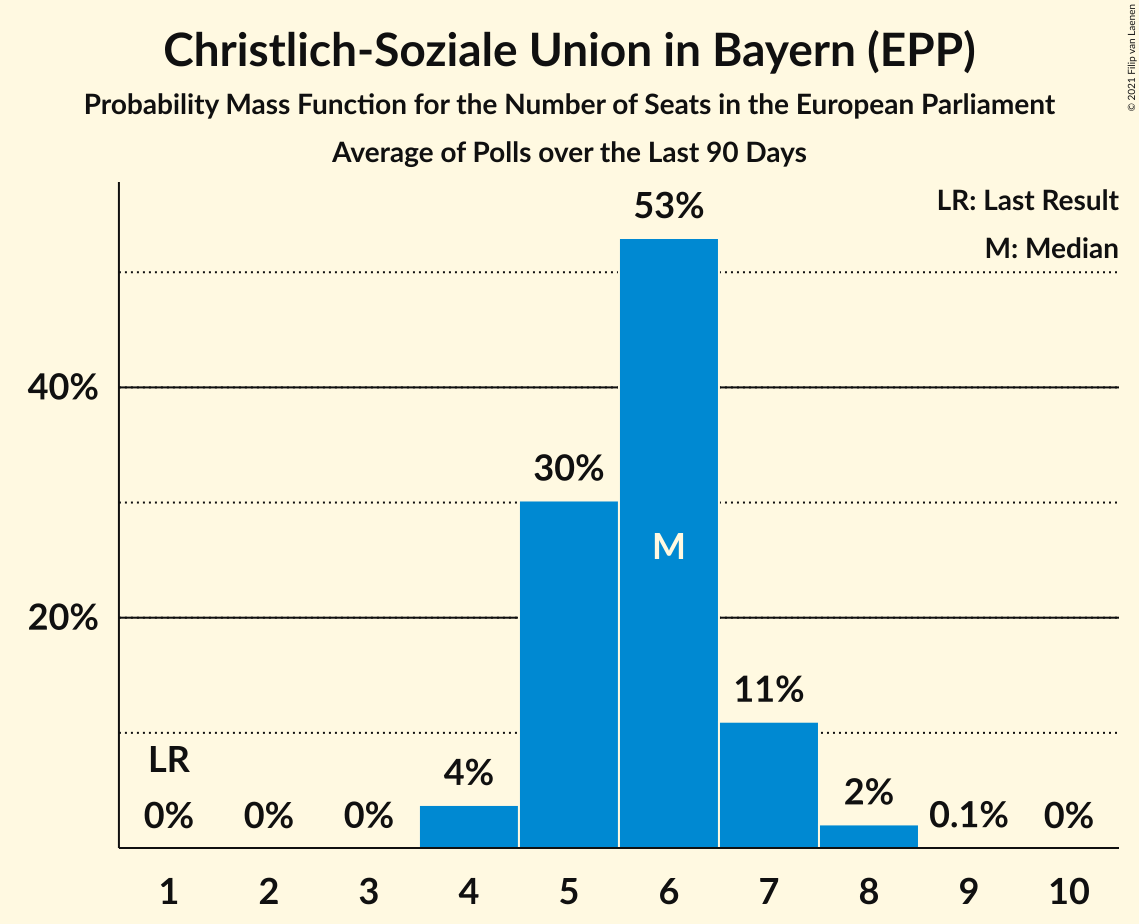 Christlich-Soziale Union in Bayern (EPP)
Probability Mass Function for the Number of Seats in the European Parliament
Average of Polls over the Last 90 Days
© 2021 Filip van Laenen
LR: Last Result
M: Median
53%
40%
30%
M
20%
11%
LR
4%
2%
0% 0% 0% 0.1% 0%
1 2 3 4 5 6 7 8 9 10